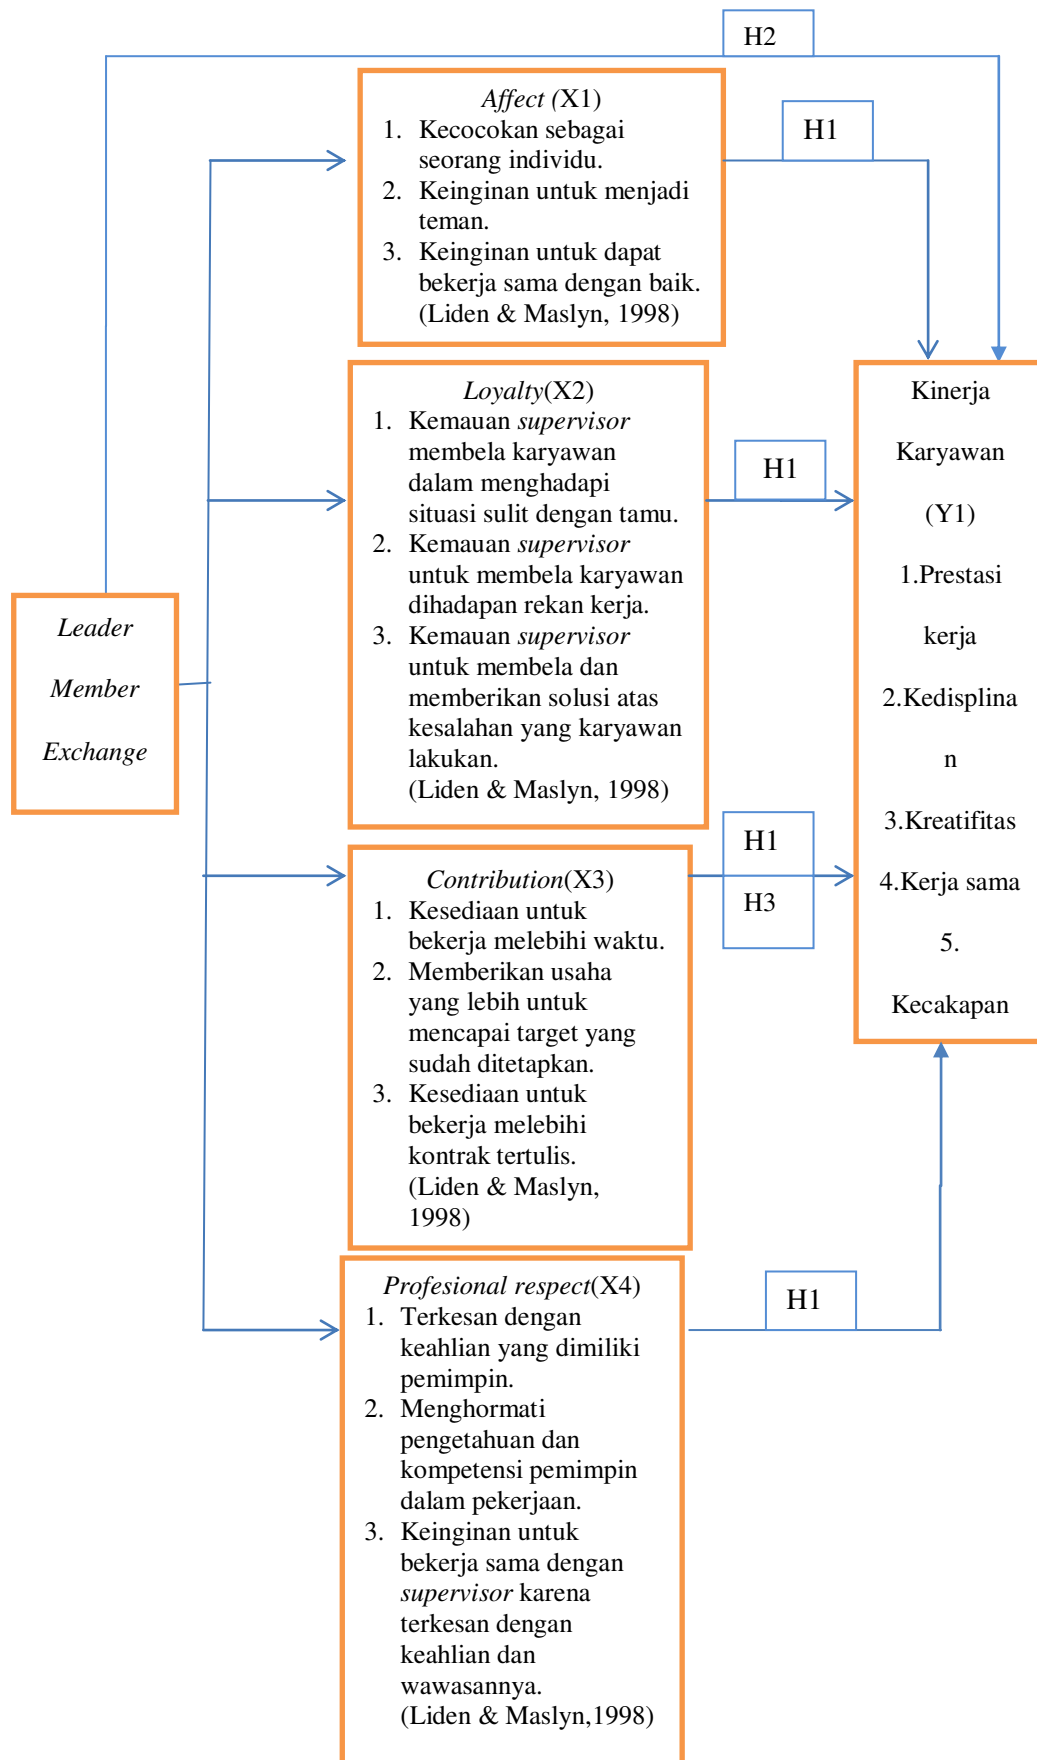 H2
Affect (X1)
1. Kecocokan sebagai
seorang individu.
2. Keinginan untuk menjadi
teman.
3. Keinginan untuk dapat
bekerja sama dengan baik.
(Liden & Maslyn, 1998)
H1
Loyalty(X2)
1. Kemauan supervisor
membela karyawan
dalam menghadapi
situasi sulit dengan tamu.
2. Kemauan supervisor
untuk membela karyawan
dihadapan rekan kerja.
3. Kemauan supervisor
untuk membela dan
memberikan solusi atas
kesalahan yang karyawan
lakukan.
(Liden & Maslyn, 1998)
H1
Leader
Member
Exchange
Contribution(X3)
1. Kesediaan untuk
bekerja melebihi waktu.
2. Memberikan usaha
yang lebih untuk
mencapai target yang
sudah ditetapkan.
3. Kesediaan untuk
bekerja melebihi
kontrak tertulis.
(Liden & Maslyn,
1998)
H1
H3
Profesional respect(X4)
1. Terkesan dengan
keahlian yang dimiliki
pemimpin.
2. Menghormati
pengetahuan dan
kompetensi pemimpin
dalam pekerjaan.
3. Keinginan untuk
bekerja sama dengan
supervisor karena
terkesan dengan
keahlian dan
wawasannya.
(Liden & Maslyn,1998)
H1
Kinerja
Karyawan
(Y1)
1.Prestasi
kerja
2.Kedisplina
n
3.Kreatifitas
4.Kerja sama
5.
Kecakapan